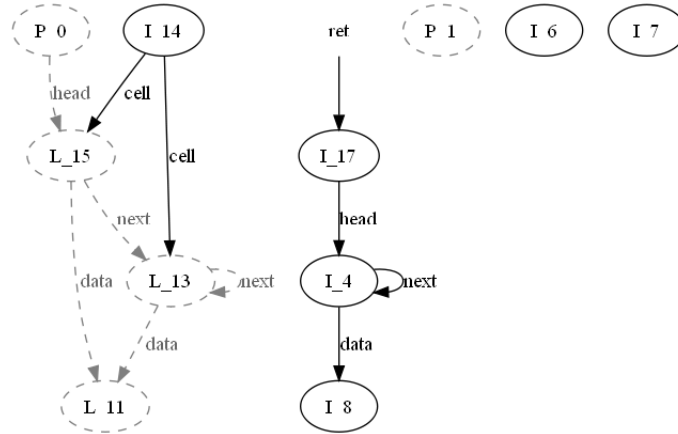 P 0
I 14
ret
P 1
I 6
I 7
head
cell
L_15
cell
I_17
next
head
data
L_13
next
I_4
next
data
data
L 11
I 8